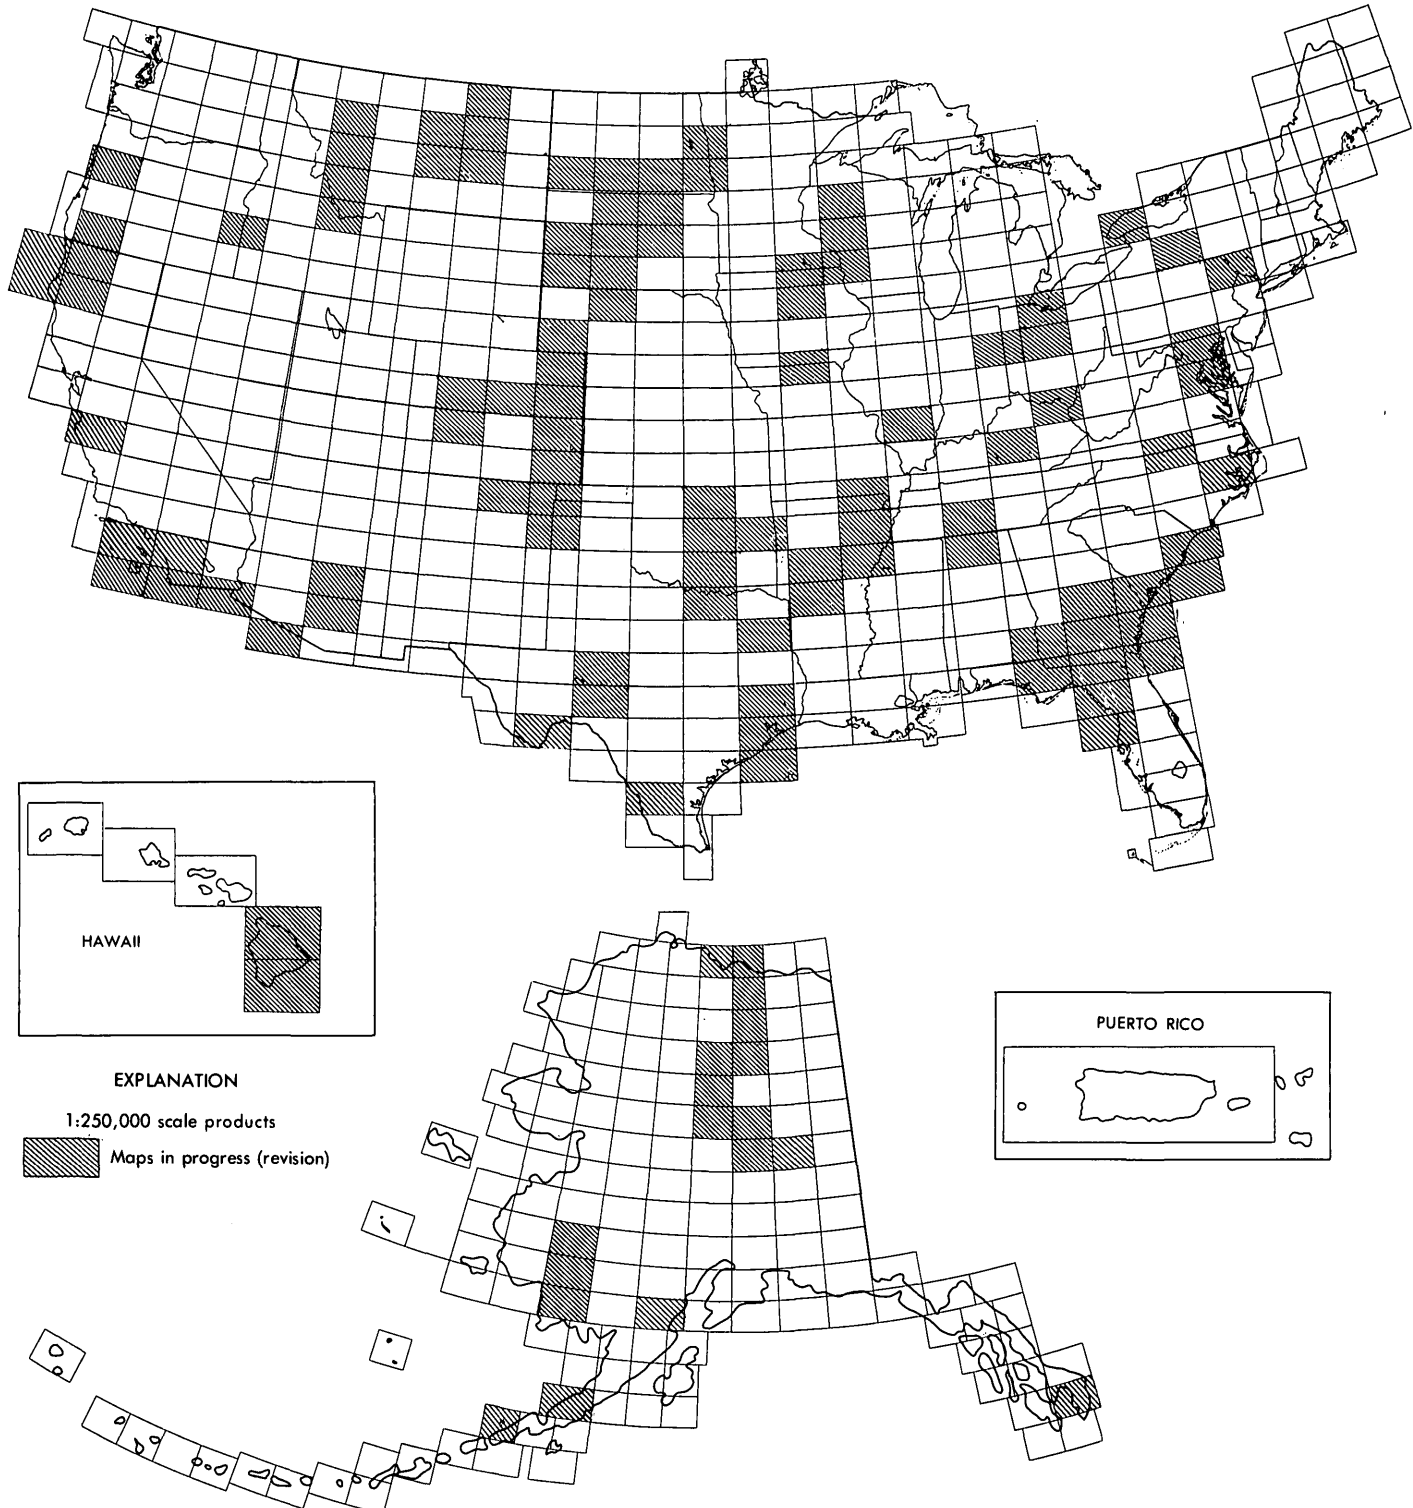 HAWAII
PUERTO RICO
EXPLANATION
1:250,000 scale products
Maps in progress (revision)